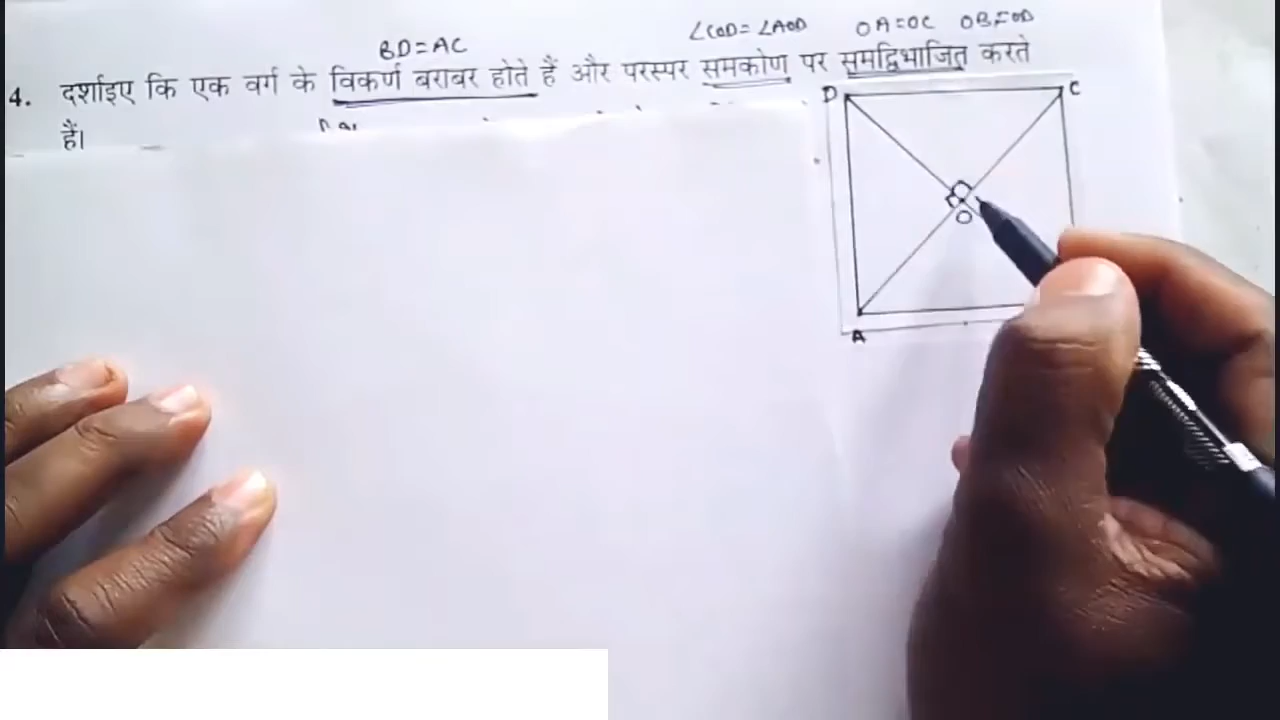 BD=AC ∠COD=∠AOD OA=OC OB=OD
4. दर्शाइए कि एक वर्ग के विकर्ण बराबर होते हैं और परस्पर समकोण पर समद्विभाजित करते
हैं।
D C
O
A